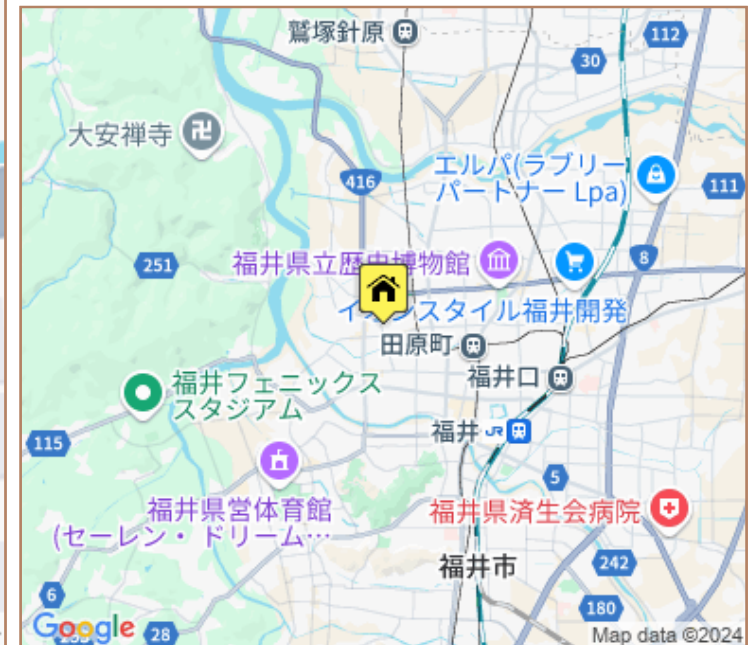 鷲塚針原
112
30
大安禅寺
エルパ(ラブリー
パートナー Lpa)
416
111
251
福井県立歴史博物館
8
イオンスタイル福井開発
田原町
福井フェニックス
スタジアム
福井口
115
福井 JR
5
福井県営体育館
(セーレン・ドリーム…
福井県済生会病院
福井市
242
6
180
Google
28
Map data ©2024